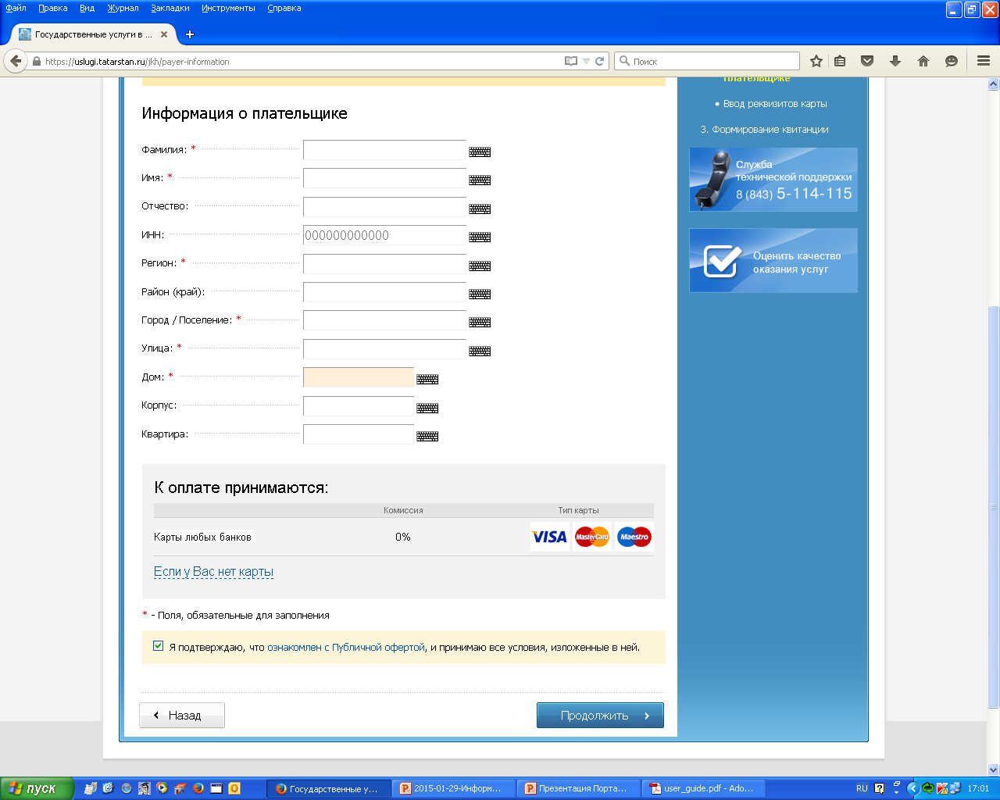 Файл Правка Вид Журнал Закладки Инструменты Справка
Государственные услуги в ...
https://uslugi.tatarstan.ru/jkh/payer-information
Поиск
плательщике
Ввод реквизитов карты
3. Формирование квитанции
Служба
технической поддержки
8 (843) 5-114-115
Оценить качество
оказания услуг
Информация о плательщике
Фамилия: *
Имя: *
Отчество:
ИНН: 000000000000
Регион: *
Район (край):
Город / Поселение: *
Улица: *
Дом: *
Корпус:
Квартира:
К оплате принимаются:
Комиссия Тип карты
Карты любых банков 0% VISA MasterCard Maestro
Если у Вас нет карты
* - Поля, обязательные для заполнения
Я подтверждаю, что ознакомлен с Публичной офертой, и принимаю все условия, изложенные в ней.
Назад Продолжить
пуск Государственные у... 2015-01-29-Информ... Презентация Порта... user_guide.pdf - Ado... RU 17:01